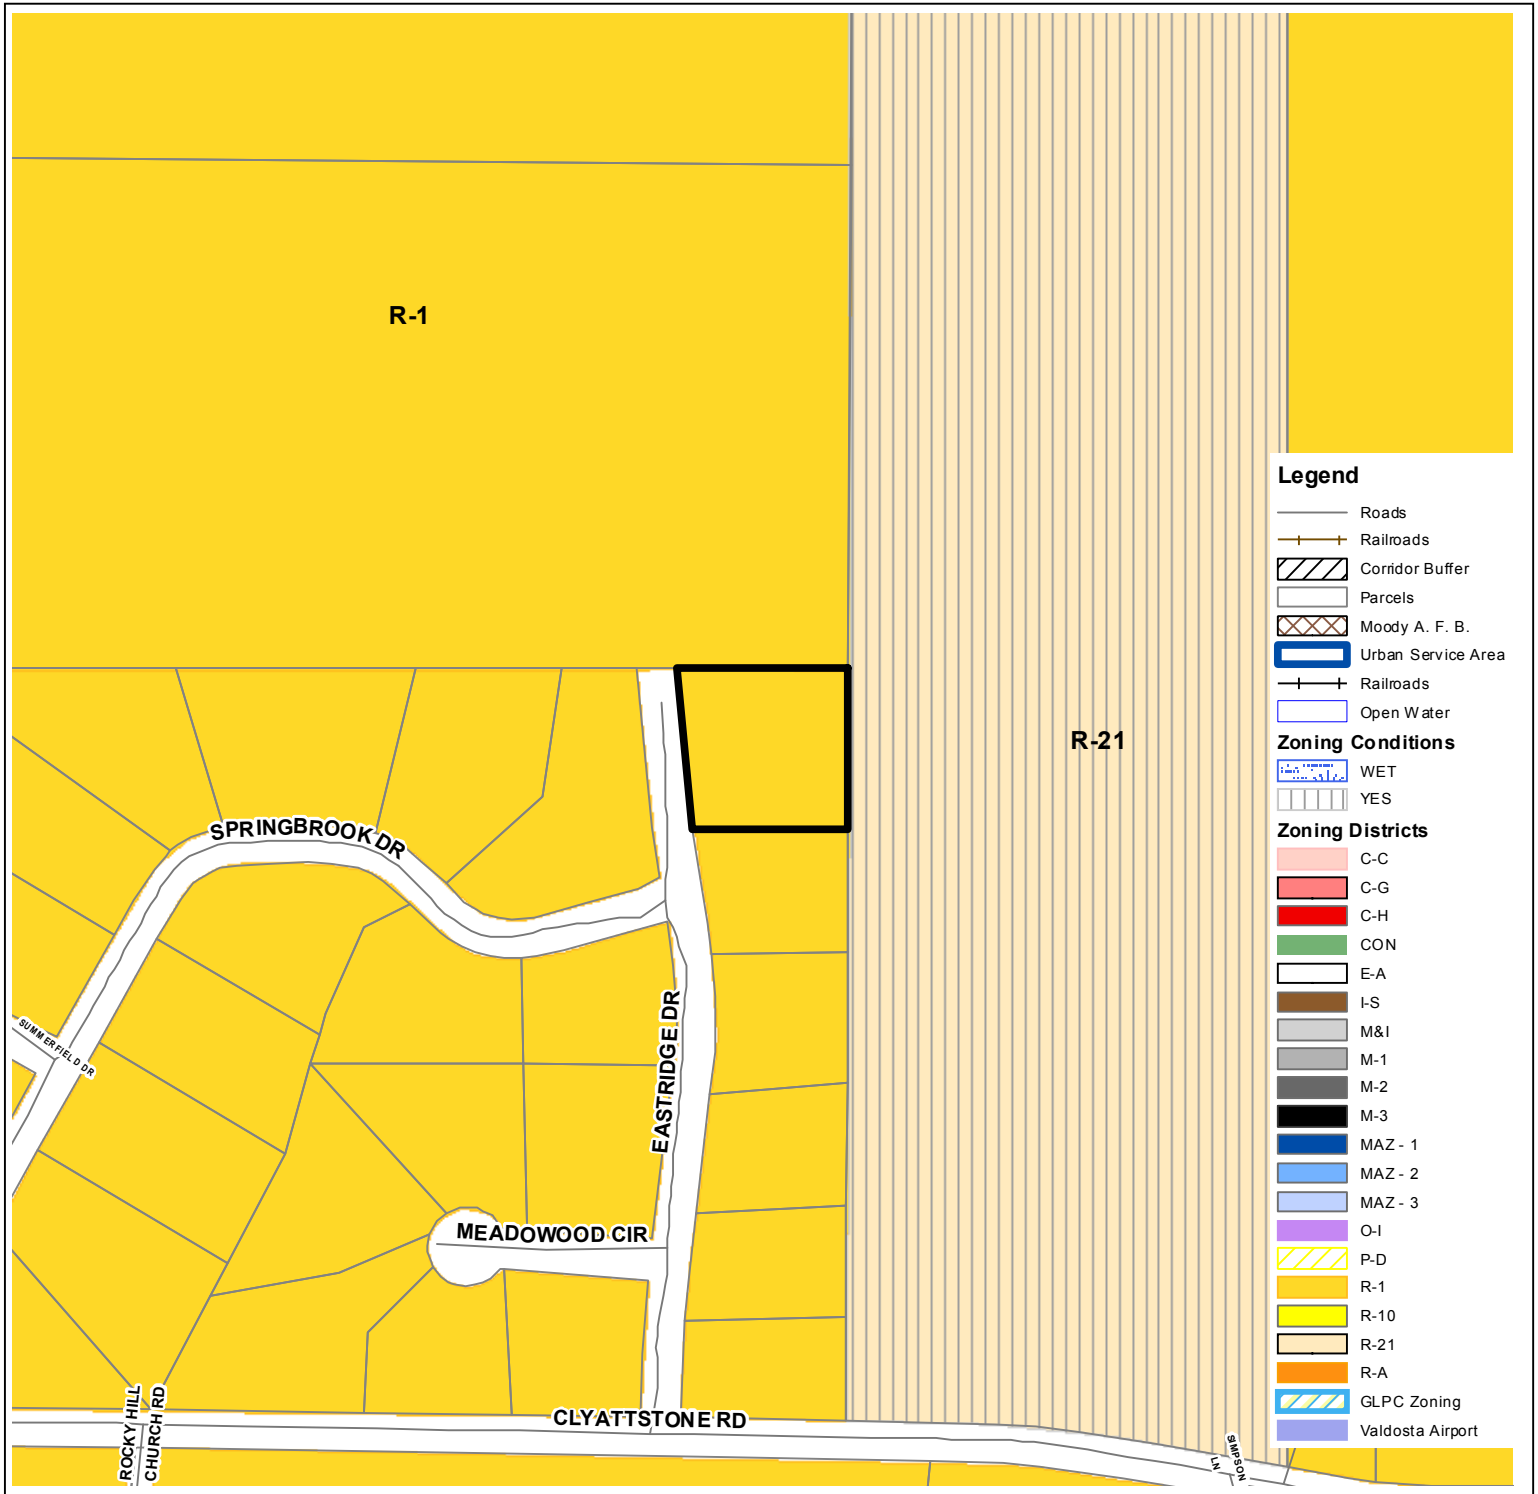 R-1
R-21
SPRINGBROOK DR
SUMMERFIELD DR
EASTRIDGE DR
MEADOWOOD CIR
CLYATTSTONE RD
ROCKY HILL
CHURCH RD
SIMPSON
LN
Legend
Roads
Railroads
Corridor Buffer
Parcels
Moody A. F. B.
Urban Service Area
Railroads
Open Water
Zoning Conditions
WET
YES
Zoning Districts
C-C
C-G
C-H
CON
E-A
I-S
M&I
M-1
M-2
M-3
MAZ - 1
MAZ - 2
MAZ - 3
O-I
P-D
R-1
R-10
R-21
R-A
GLPC Zoning
Valdosta Airport